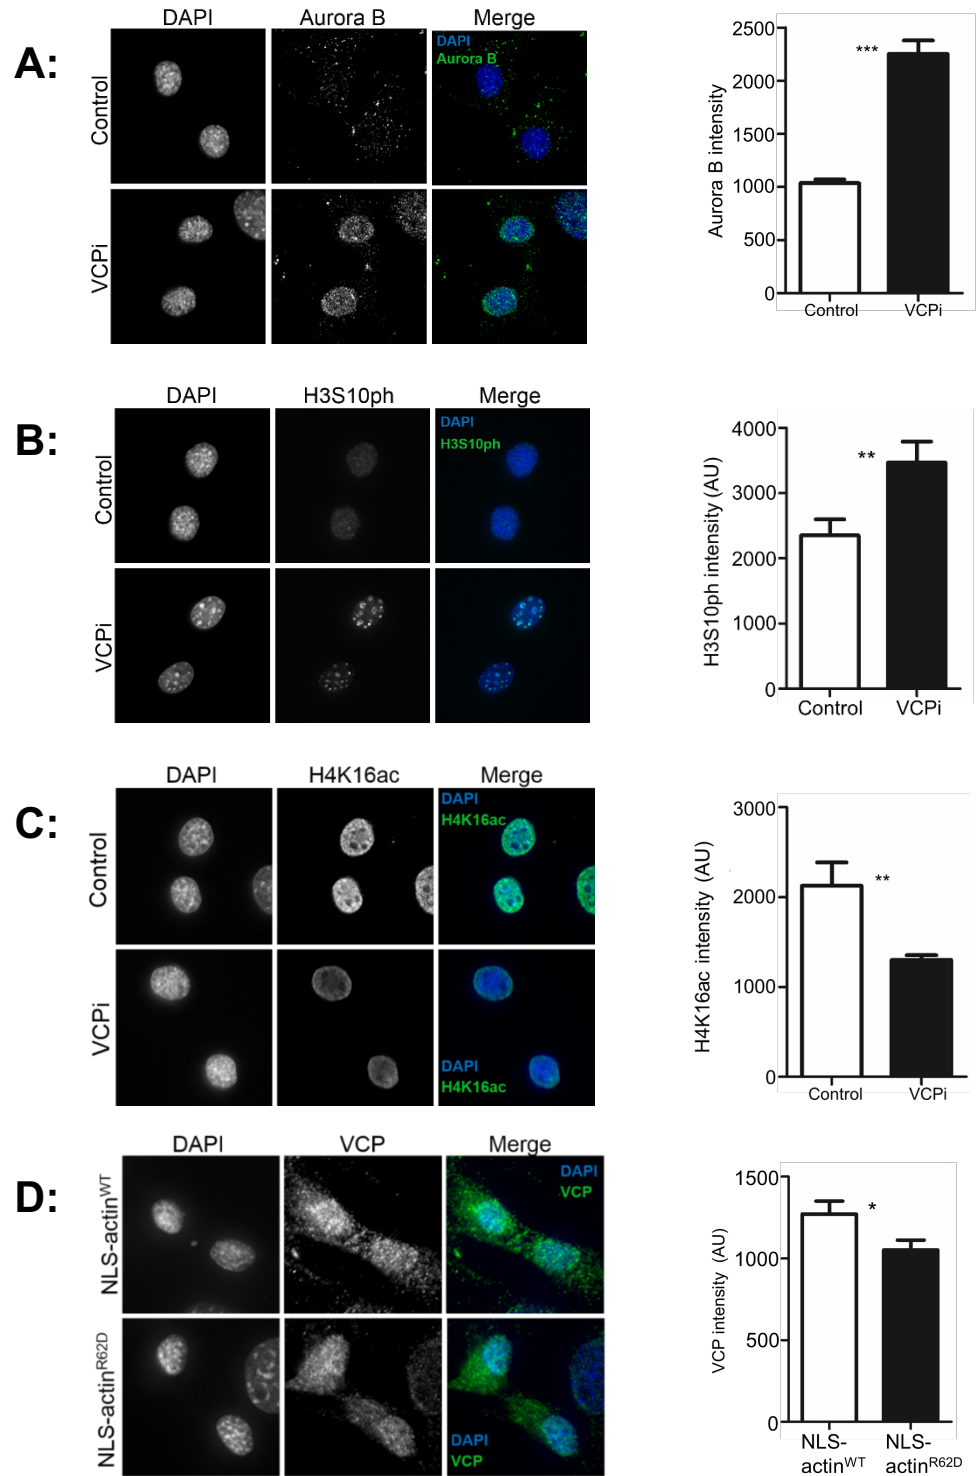 A:
DAPI Aurora B Merge
Control
DAPI
Aurora B
VCPi
Aurora B intensity
2500
***
2000
1500
1000
500
0
Control VCPi
B:
DAPI H3S10ph Merge
Control
DAPI
H3S10ph
VCPi
H3S10ph intensity (AU)
4000
**
3000
2000
1000
0
Control VCPi
C:
DAPI H4K16ac Merge
Control
DAPI
H4K16ac
VCPi
DAPI
H4K16ac
H4K16ac intensity (AU)
3000
**
2000
1000
0
Control VCPi
D:
DAPI VCP Merge
NLS-actinWT
DAPI
VCP
NLS-actinR62D
DAPI
VCP
VCP intensity (AU)
1500
*
1000
500
0
NLS- NLS-
actinWT actinR62D